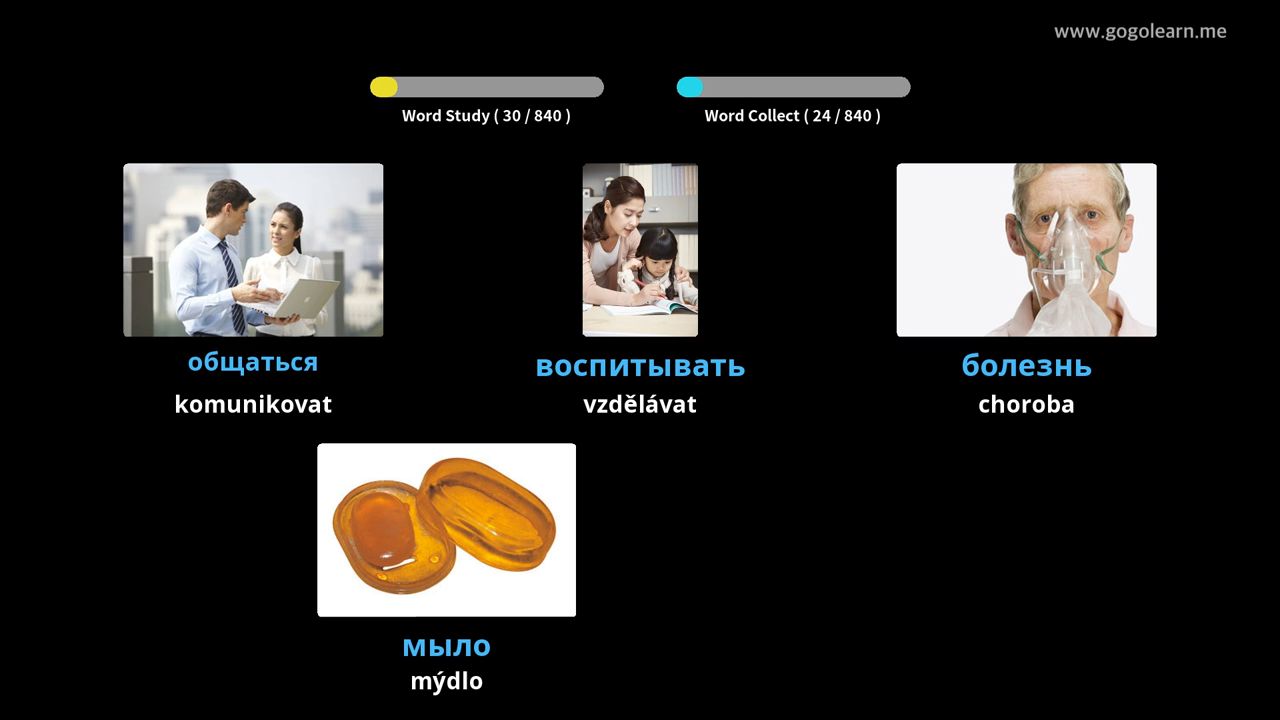 www.gogolearn.me
Word Study ( 30 / 840 )
Word Collect ( 24 / 840 )
общаться
воспитывать
болезнь
komunikovat
vzdělávat
choroba
мыло
mýdlo